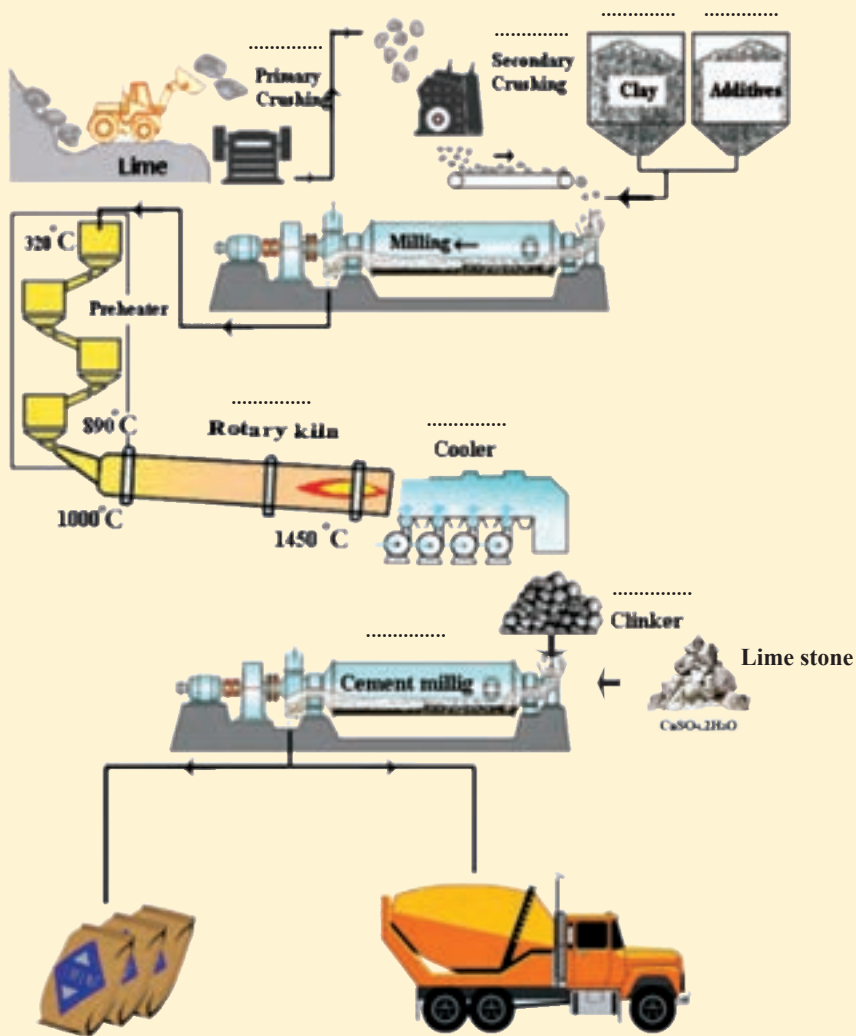 Primary
Crushing
Secondary
Crushing
Clay
Additives
Lime
Milling
320°C
Preheater
890°C
Rotary kiln
Cooler
1000°C
1450°C
Clinker
Lime stone
Cement millig
CaSO₄.2H₂O